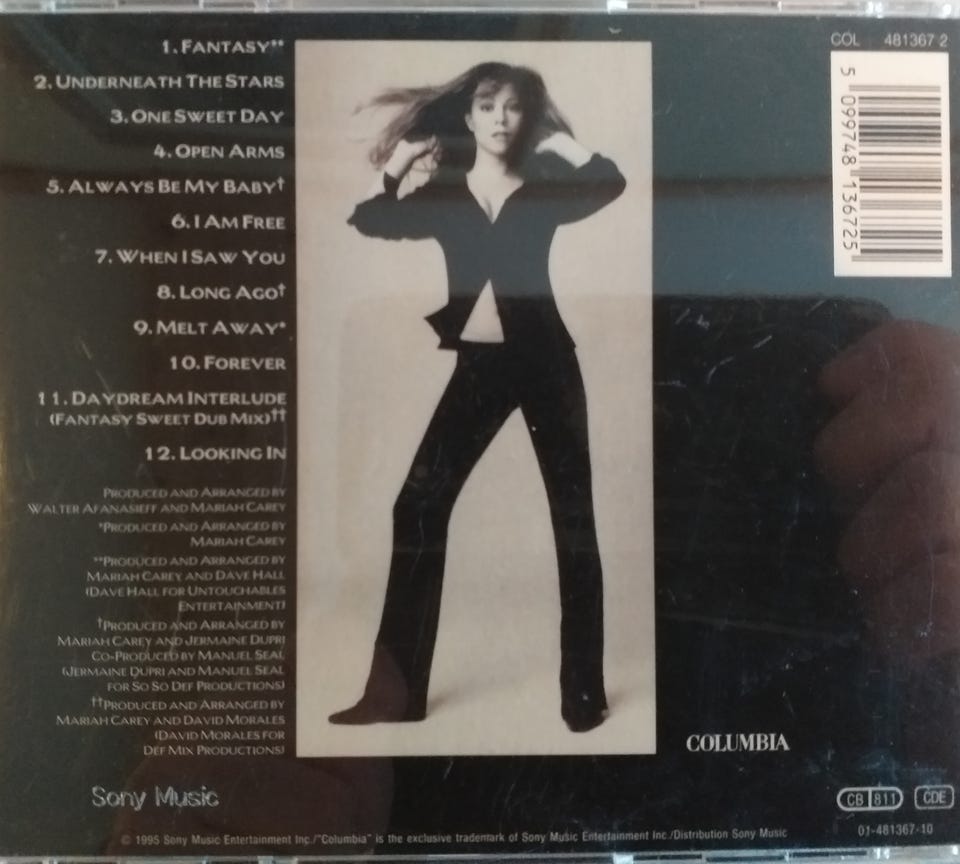 1. FANTASY**
2. UNDERNEATH THE STARS
3. ONE SWEET DAY
4. OPEN ARMS
5. ALWAYS BE MY BABY†
6. I AM FREE
7. WHEN I SAW YOU
8. LONG AGO†
9. MELT AWAY*
10. FOREVER
11. DAYDREAM INTERLUDE
(FANTASY SWEET DUB MIX)††
12. LOOKING IN
PRODUCED AND ARRANGED BY
WALTER AFANASIEFF AND MARIAH CAREY
*PRODUCED AND ARRANGED BY
MARIAH CAREY
**PRODUCED AND ARRANGED BY
MARIAH CAREY AND DAVE HALL
(DAVE HALL FOR UNTOUCHABLES
ENTERTAINMENT)
†PRODUCED AND ARRANGED BY
MARIAH CAREY AND JERMAINE DUPRI
CO-PRODUCED BY MANUEL SEAL
(JERMAINE DUPRI AND MANUEL SEAL
FOR SO SO DEF PRODUCTIONS)
††PRODUCED AND ARRANGED BY
MARIAH CAREY AND DAVID MORALES
(DAVID MORALES FOR
DEF MIX PRODUCTIONS)
COL 481367 2
5 099748 136725
COLUMBIA
Sony Music
CB 811 CDE
01-481367-10
© 1995 Sony Music Entertainment Inc./"Columbia" is the exclusive trademark of Sony Music Entertainment Inc./Distribution Sony Music